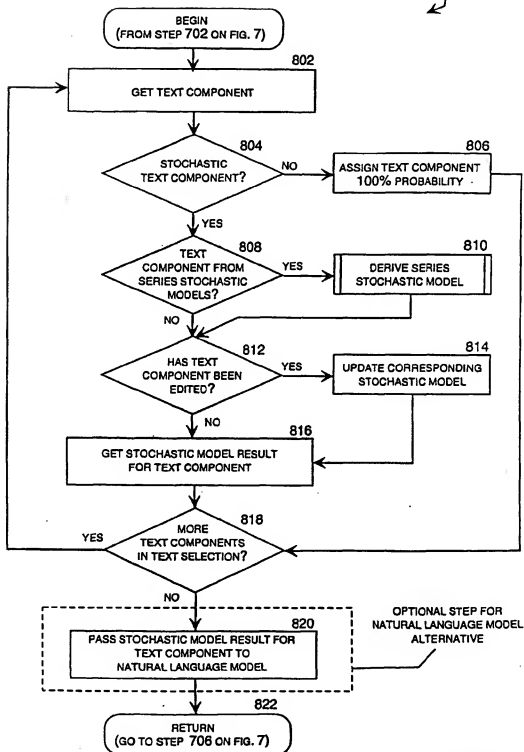 BEGIN
(FROM STEP 702 ON FIG. 7)
802
GET TEXT COMPONENT
804
STOCHASTIC
TEXT COMPONENT?
NO
806
ASSIGN TEXT COMPONENT
100% PROBABILITY
YES
808
TEXT
COMPONENT FROM
SERIES STOCHASTIC
MODELS?
YES
810
DERIVE SERIES
STOCHASTIC MODEL
NO
812
HAS TEXT
COMPONENT BEEN
EDITED?
YES
814
UPDATE CORRESPONDING
STOCHASTIC MODEL
NO
816
GET STOCHASTIC MODEL RESULT
FOR TEXT COMPONENT
818
MORE
TEXT COMPONENTS
IN TEXT SELECTION?
YES
NO
820
PASS STOCHASTIC MODEL RESULT FOR
TEXT COMPONENT TO
NATURAL LANGUAGE MODEL
OPTIONAL STEP FOR
NATURAL LANGUAGE MODEL
ALTERNATIVE
822
RETURN
(GO TO STEP 706 ON FIG. 7)